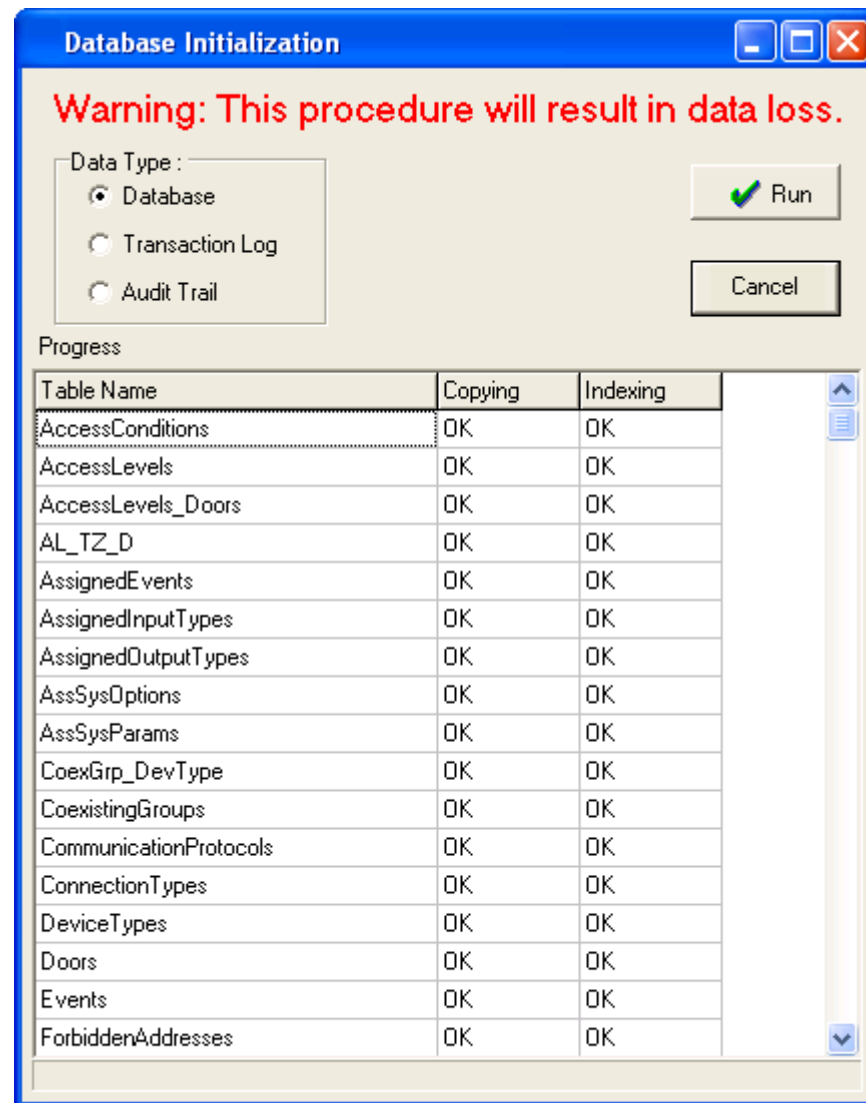 Database Initialization
Warning: This procedure will result in data loss.
Data Type :
Database
Transaction Log
Audit Trail
Run
Cancel
Progress
Table Name Copying Indexing
AccessConditions OK OK
AccessLevels OK OK
AccessLevels_Doors OK OK
AL_TZ_D OK OK
AssignedEvents OK OK
AssignedInputTypes OK OK
AssignedOutputTypes OK OK
AssSysOptions OK OK
AssSysParams OK OK
CoexGrp_DevType OK OK
CoexistingGroups OK OK
CommunicationProtocols OK OK
ConnectionTypes OK OK
DeviceTypes OK OK
Doors OK OK
Events OK OK
ForbiddenAddresses OK OK